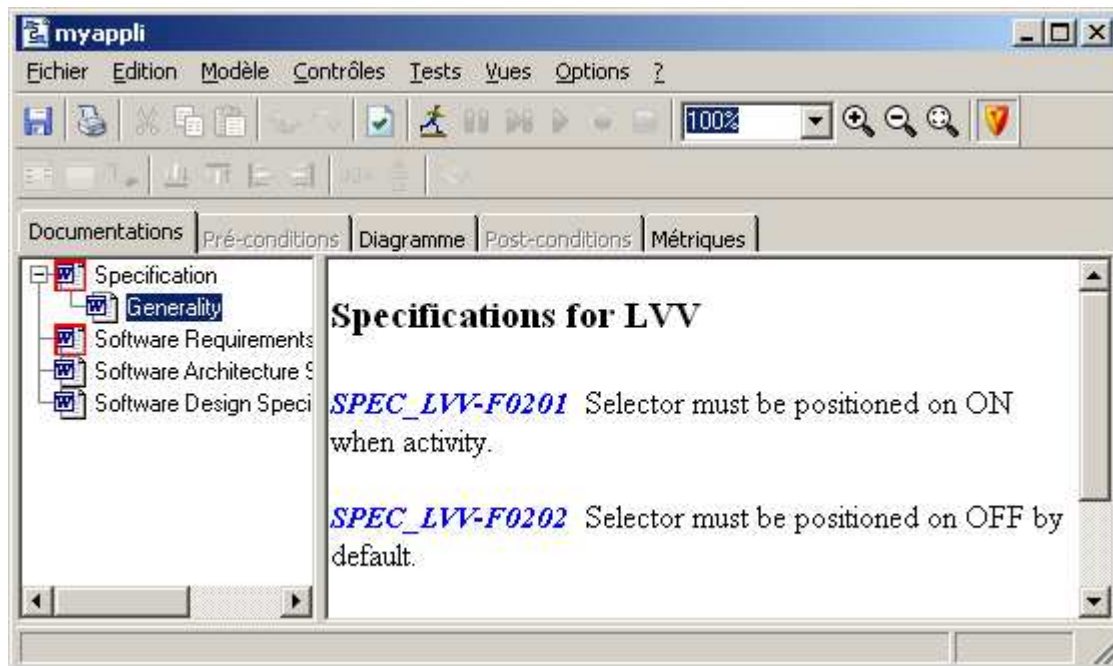 myappli
Fichier Edition Modèle Contrôles Tests Vues Options ?
100%
Documentations Pré-conditions Diagramme Post-conditions Métriques
Specification
Generality
Software Requirements
Software Architecture S
Software Design Speci
Specifications for LVV
SPEC_LVV-F0201 Selector must be positioned on ON
when activity.
SPEC_LVV-F0202 Selector must be positioned on OFF by
default.